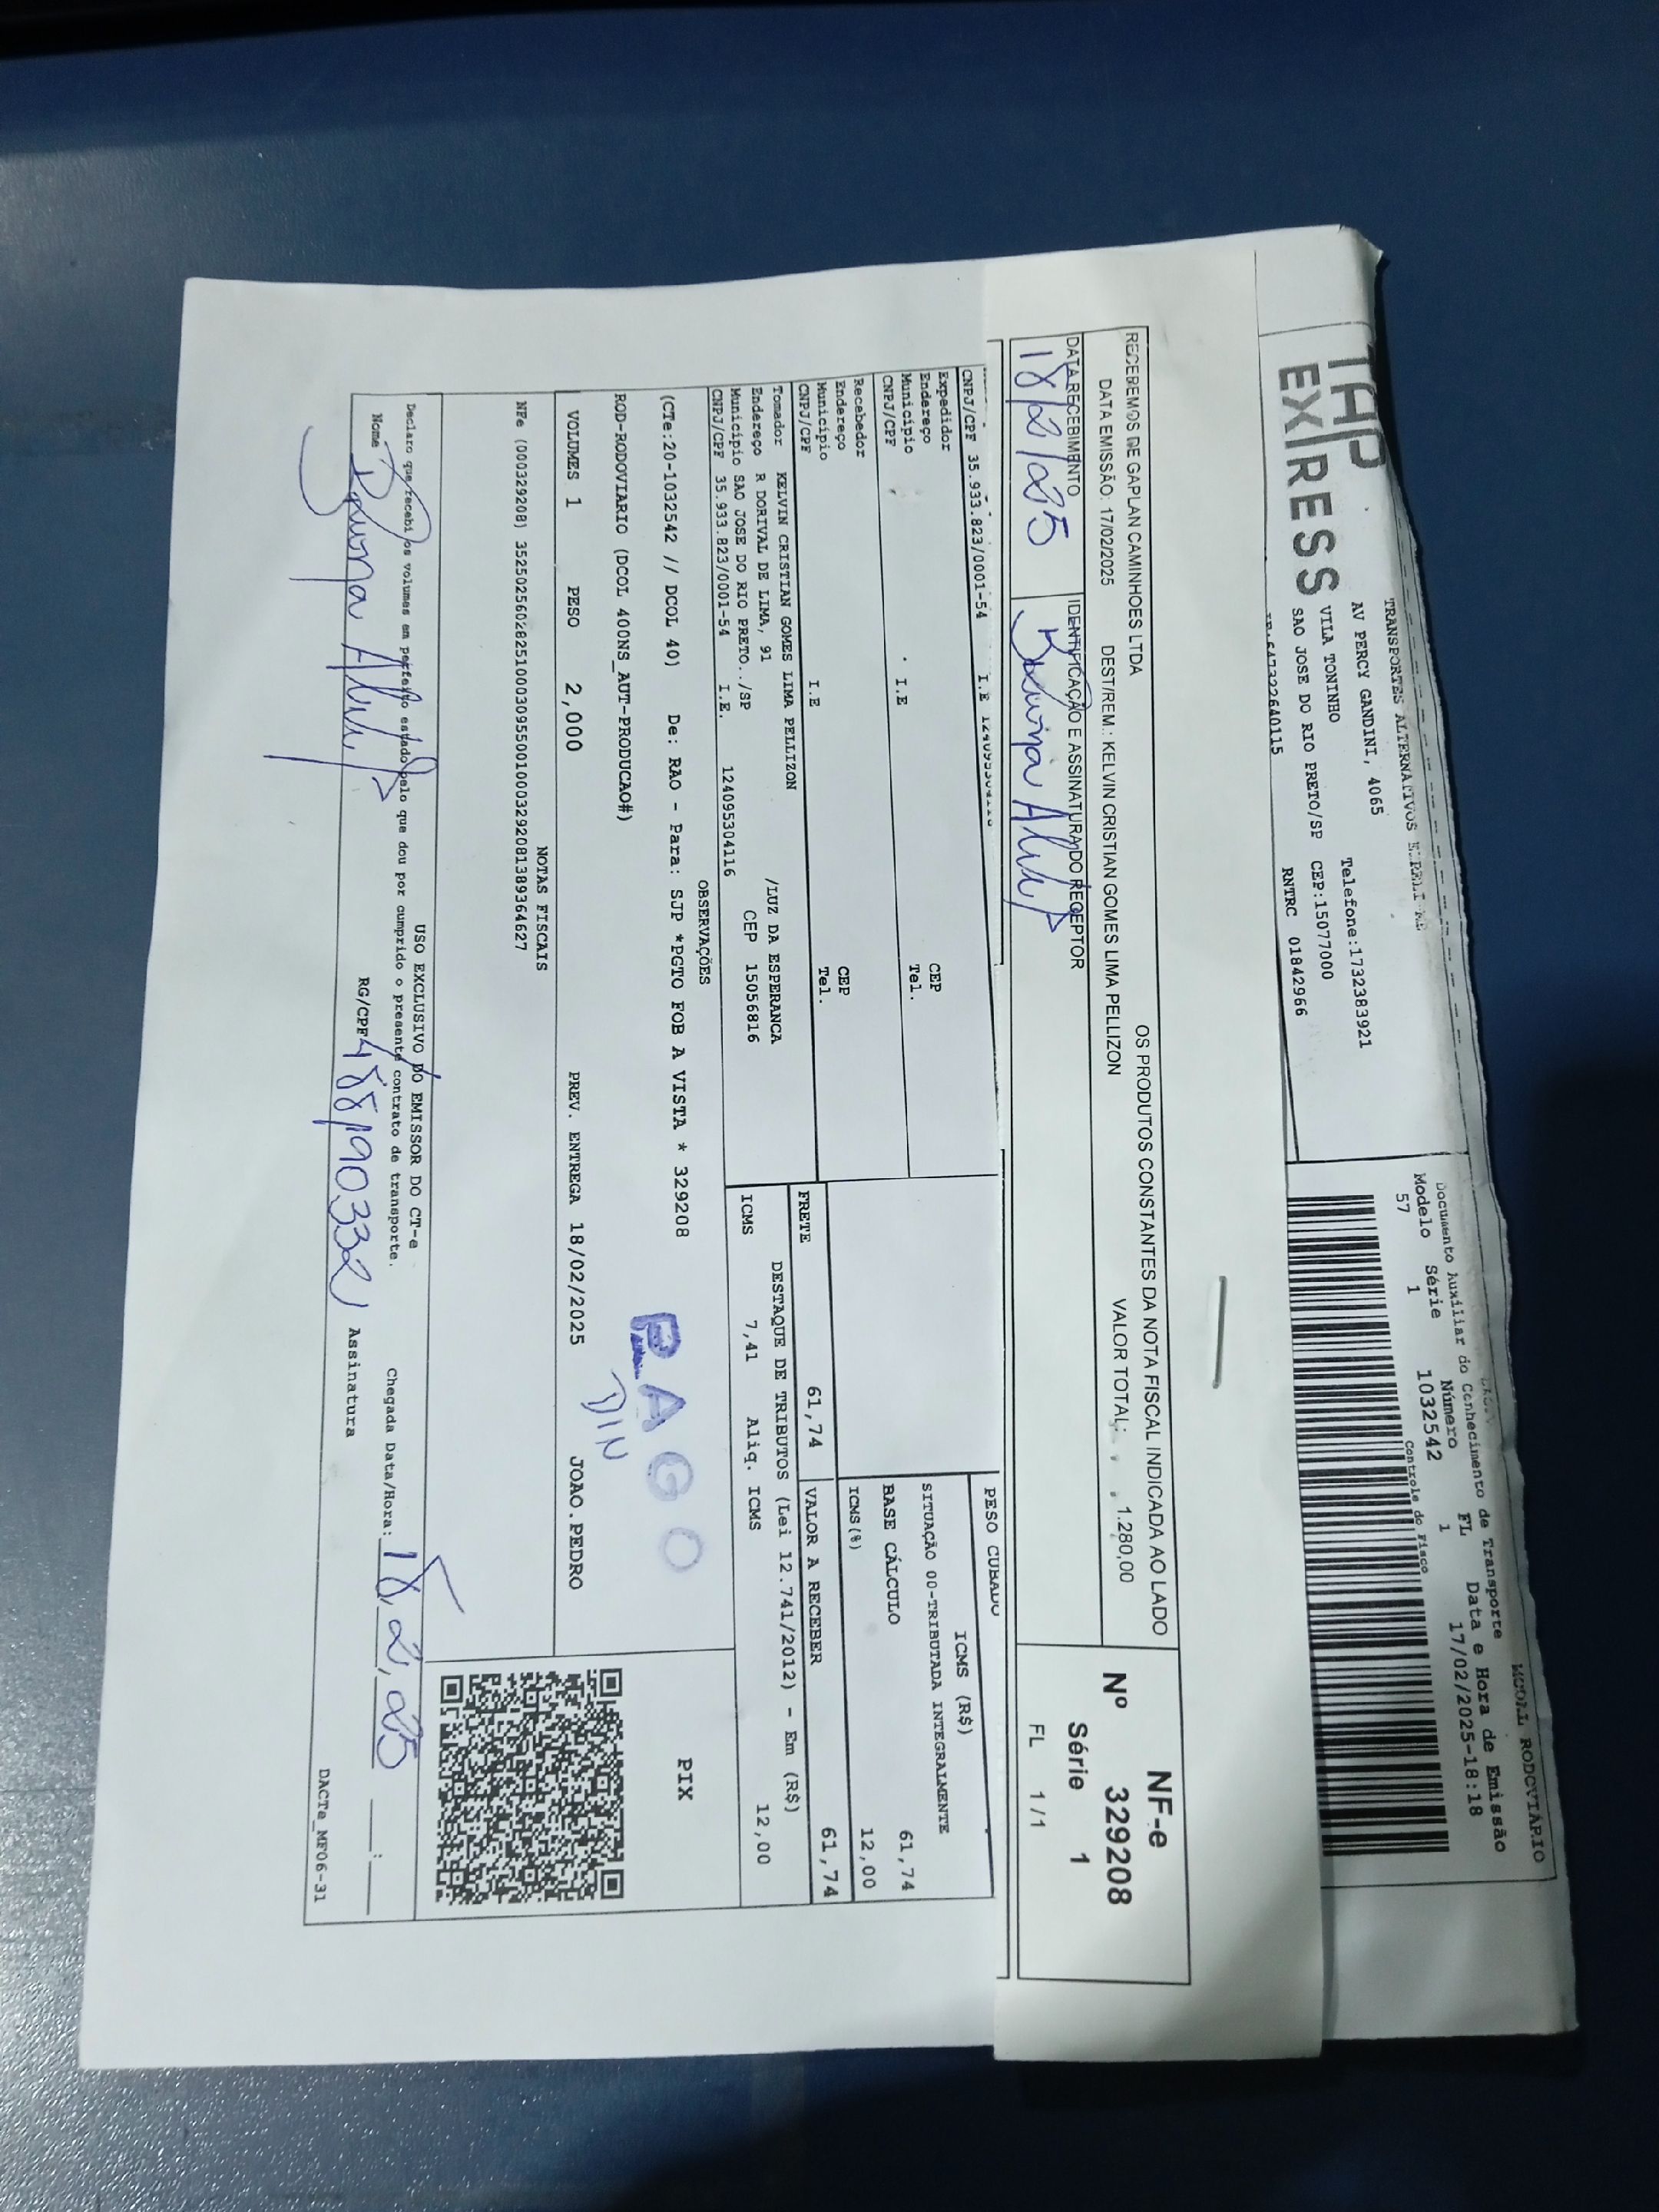 TAP
EXPRESS
TRANSPORTES ALTERNATIVOS
AV PERCY GANDINI, 4065
Telefone:1732383921
VILA TONINHO
SAO JOSE DO RIO PRETO/SP CEP:15077000
RNTRC 01842966
IE:647322640115
MODAL RODOVIÁRIO
Documento Auxiliar do Conhecimento de Transporte
Modelo Série Número FL Data e Hora de Emissão
57 1 1032542 1 17/02/2025-18:18
Controle do Fisco
RECEBEMOS DE GAPLAN CAMINHOES LTDA OS PRODUTOS CONSTANTES DA NOTA FISCAL INDICADA AO LADO
DATA EMISSÃO: 17/02/2025 DEST/REM.: KELVIN CRISTIAN GOMES LIMA PELLIZON VALOR TOTAL: 1.280,00
DATA RECEBIMENTO IDENTIFICAÇÃO E ASSINATURA DO RECEPTOR
18/2/25
NF-e
Nº 329208
Série 1
FL 1 / 1
CNPJ/CPF 35.933.823/0001-54 I.E 124095304116
PESO CUBADO
Expedidor
Endereço CEP
Município Tel.
CNPJ/CPF I.E
Recebedor
Endereço CEP
Município Tel.
CNPJ/CPF I.E
ICMS (R$)
SITUAÇÃO 00-TRIBUTADA INTEGRALMENTE
BASE CÁLCULO 61,74
ICMS(%) 12,00
Tomador KELVIN CRISTIAN GOMES LIMA PELLIZON
Endereço R DORIVAL DE LIMA, 91 /LUZ DA ESPERANCA
Município SAO JOSE DO RIO PRETO../SP CEP 15056816
CNPJ/CPF 35.933.823/0001-54 I.E. 124095304116
FRETE 61,74 VALOR A RECEBER 61,74
DESTAQUE DE TRIBUTOS (Lei 12.741/2012) - Em (R$)
ICMS 7,41 Aliq. ICMS 12,00
OBSERVAÇÕES
(CTe:20-1032542 // DCOL 40) De: RAO - Para: SJP *PGTO FOB A VISTA * 329208
ROD-RODOVIARIO (DCOL 400NS_AUT-PRODUCAO#)
PAGO
DIN
PIX
VOLUMES 1 PESO 2,000 PREV. ENTREGA 18/02/2025 JOAO.PEDRO
NOTAS FISCAIS
NFe (000329208) 35250256028251000309550010003292081389364627
USO EXCLUSIVO DO EMISSOR DO CT-e
Declaro que recebi os volumes em perfeito estado pelo que dou por cumprido o presente contrato de transporte.
Chegada Data/Hora: 18, 2, 25 :
Nome RG/CPF 488190332 Assinatura
DACTe_MF06-31